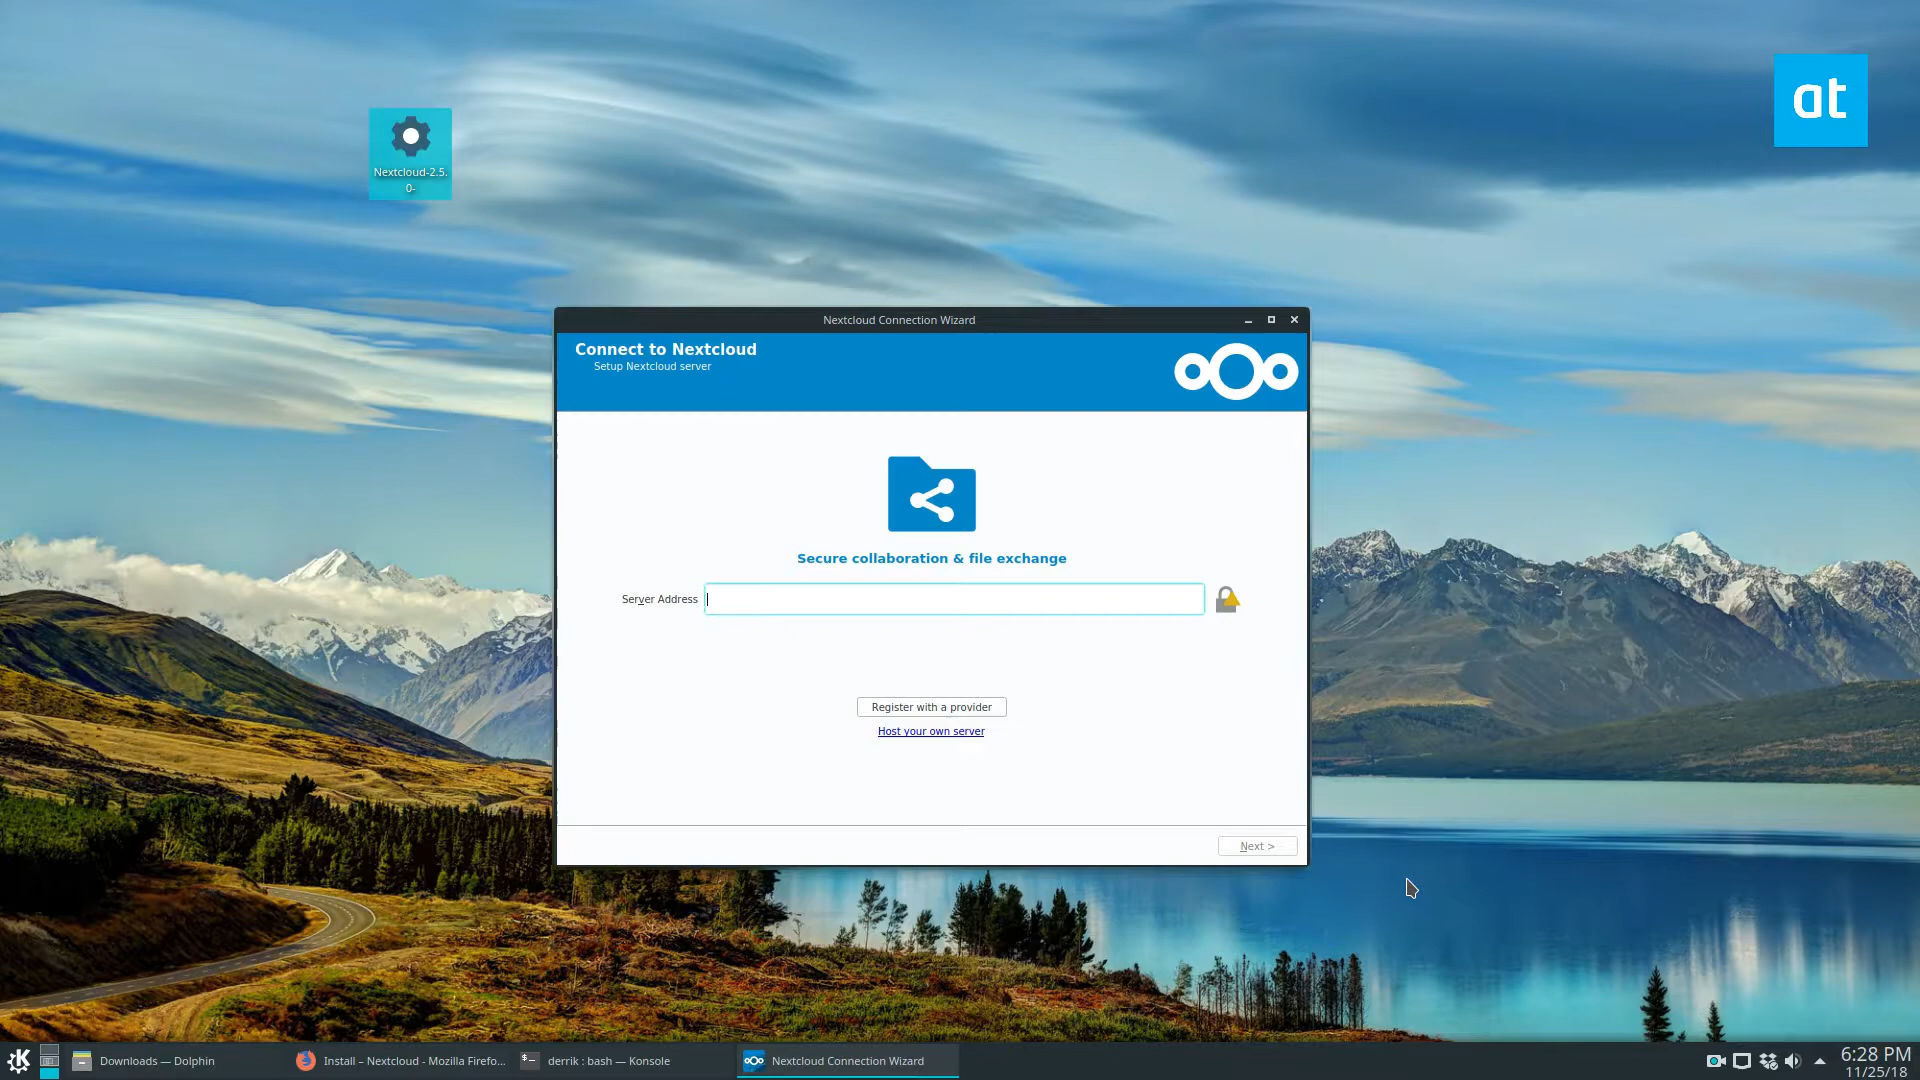 at
Nextcloud-2.5.
0-
Nextcloud Connection Wizard
Connect to Nextcloud
Setup Nextcloud server
Secure collaboration & file exchange
Server Address
Register with a provider
Host your own server
Next >
Downloads — Dolphin
Install – Nextcloud - Mozilla Firefo...
derrik : bash — Konsole
Nextcloud Connection Wizard
6:28 PM
11/25/18